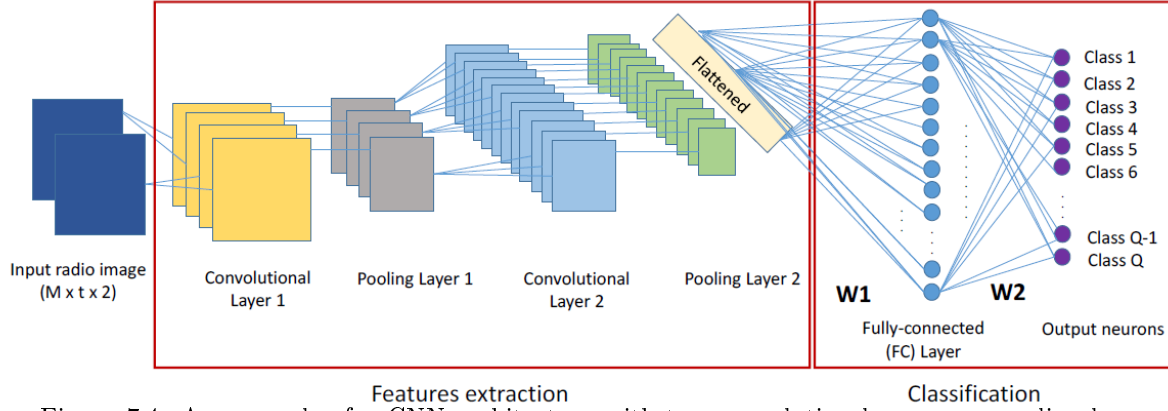 Flattened
Class 1
Class 2
Class 3
Class 4
Class 5
Class 6
Class Q-1
Class Q
Input radio image
(M x t x 2)
Convolutional
Layer 1
Pooling Layer 1
Convolutional
Layer 2
Pooling Layer 2
W1
W2
Fully-connected
(FC) Layer
Output neurons
Features extraction
Classification